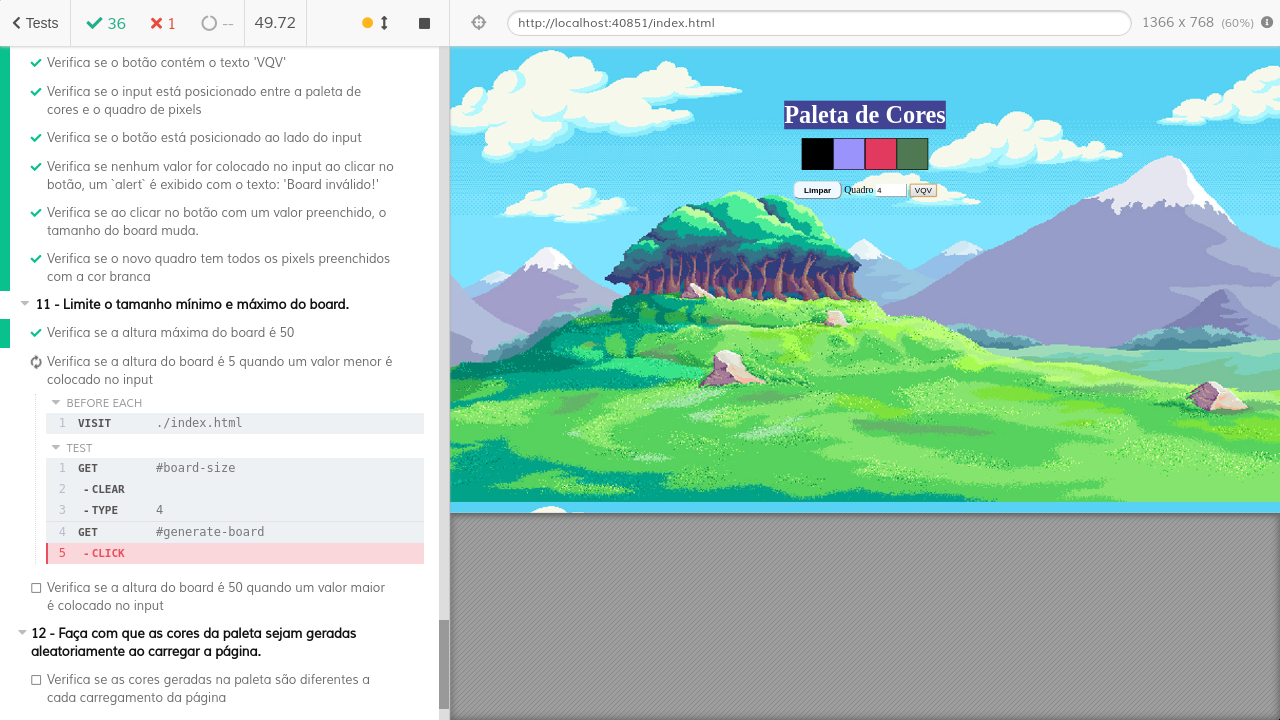 Tests 36 1 -- 49.72
http://localhost:40851/index.html 1366 x 768 (60%)
Verifica se o botão contém o texto 'VQV'
Verifica se o input está posicionado entre a paleta de
cores e o quadro de pixels
Verifica se o botão está posicionado ao lado do input
Verifica se nenhum valor for colocado no input ao clicar no
botão, um `alert` é exibido com o texto: 'Board inválido!'
Verifica se ao clicar no botão com um valor preenchido, o
tamanho do board muda.
Verifica se o novo quadro tem todos os pixels preenchidos
com a cor branca
11 - Limite o tamanho mínimo e máximo do board.
Verifica se a altura máxima do board é 50
Verifica se a altura do board é 5 quando um valor menor é
colocado no input
BEFORE EACH
1 VISIT ./index.html
TEST
1 GET #board-size
2 -CLEAR
3 -TYPE 4
4 GET #generate-board
5 -CLICK
Verifica se a altura do board é 50 quando um valor maior
é colocado no input
12 - Faça com que as cores da paleta sejam geradas
aleatoriamente ao carregar a página.
Verifica se as cores geradas na paleta são diferentes a
cada carregamento da página
Paleta de Cores
Limpar Quadro 4 VQV